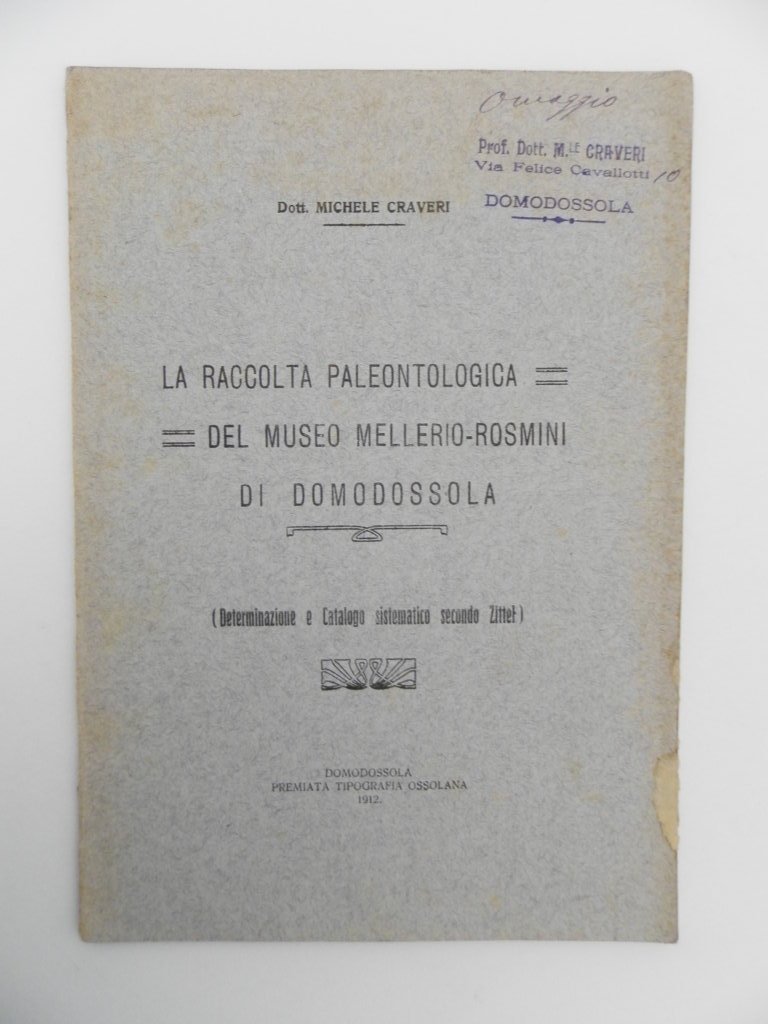 Omaggio
Prof. Dott. M.LE CRAVERI
Via Felice Cavallotti 10
DOMODOSSOLA
Dott. MICHELE CRAVERI
LA RACCOLTA PALEONTOLOGICA
DEL MUSEO MELLERIO-ROSMINI
DI DOMODOSSOLA
(Determinazione e Catalogo sistematico secondo Zittel)
DOMODOSSOLA
PREMIATA TIPOGRAFIA OSSOLANA
1912.